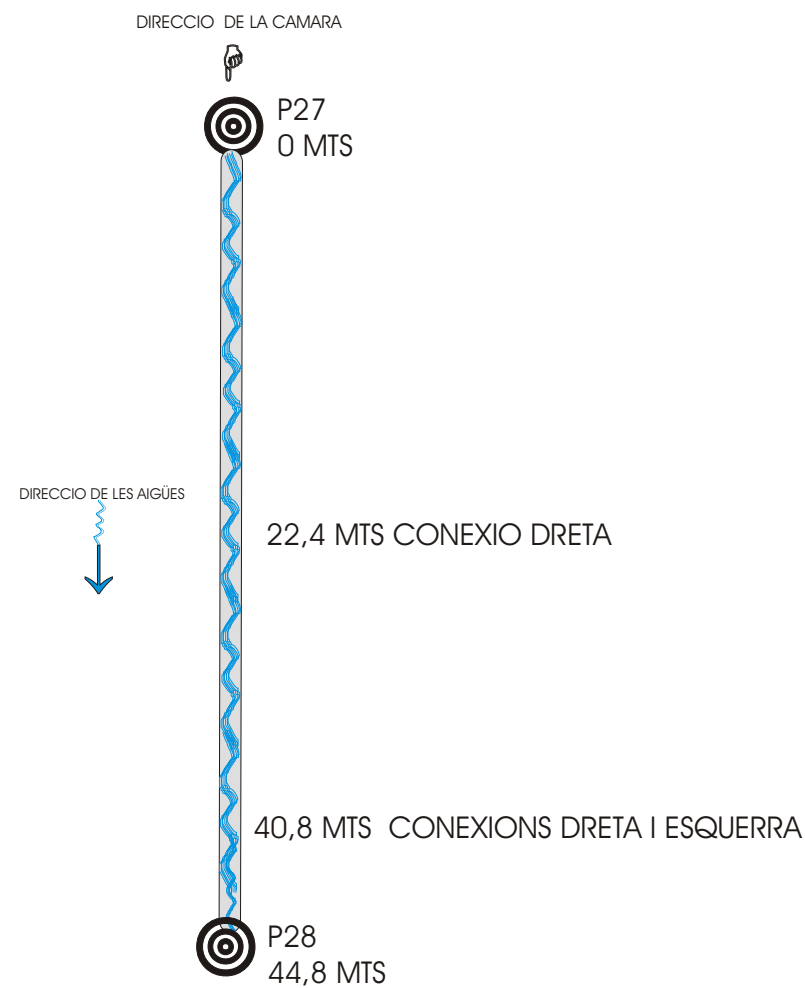 DIRECCIO DE LA CAMARA
P27
0 MTS
DIRECCIO DE LES AIGÜES
22,4 MTS CONEXIO DRETA
40,8 MTS CONEXIONS DRETA I ESQUERRA
P28
44,8 MTS